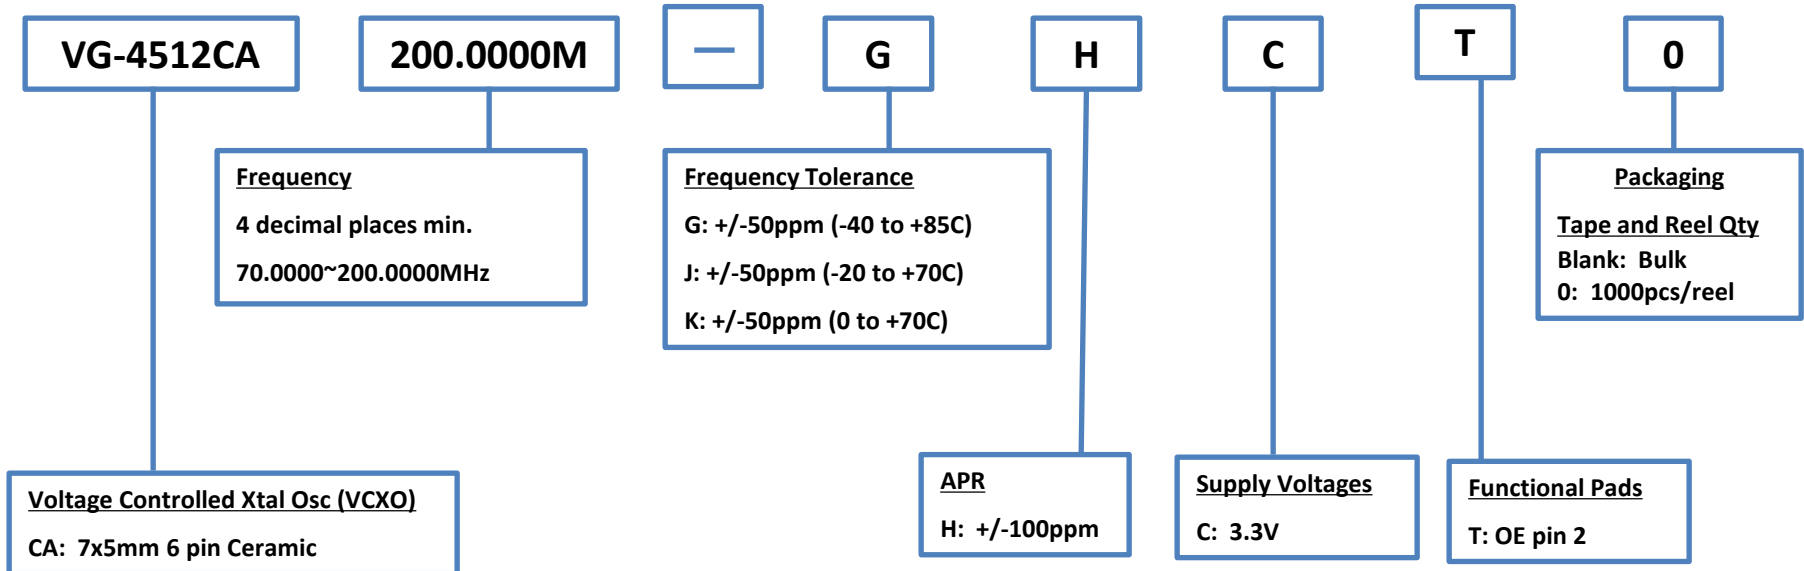 VG-4512CA 200.0000M — G H C T 0
Frequency
4 decimal places min.
70.0000~200.0000MHz
Frequency Tolerance
G: +/-50ppm (-40 to +85C)
J: +/-50ppm (-20 to +70C)
K: +/-50ppm (0 to +70C)
Packaging
Tape and Reel Qty
Blank: Bulk
0: 1000pcs/reel
Voltage Controlled Xtal Osc (VCXO)
CA: 7x5mm 6 pin Ceramic
APR
H: +/-100ppm
Supply Voltages
C: 3.3V
Functional Pads
T: OE pin 2